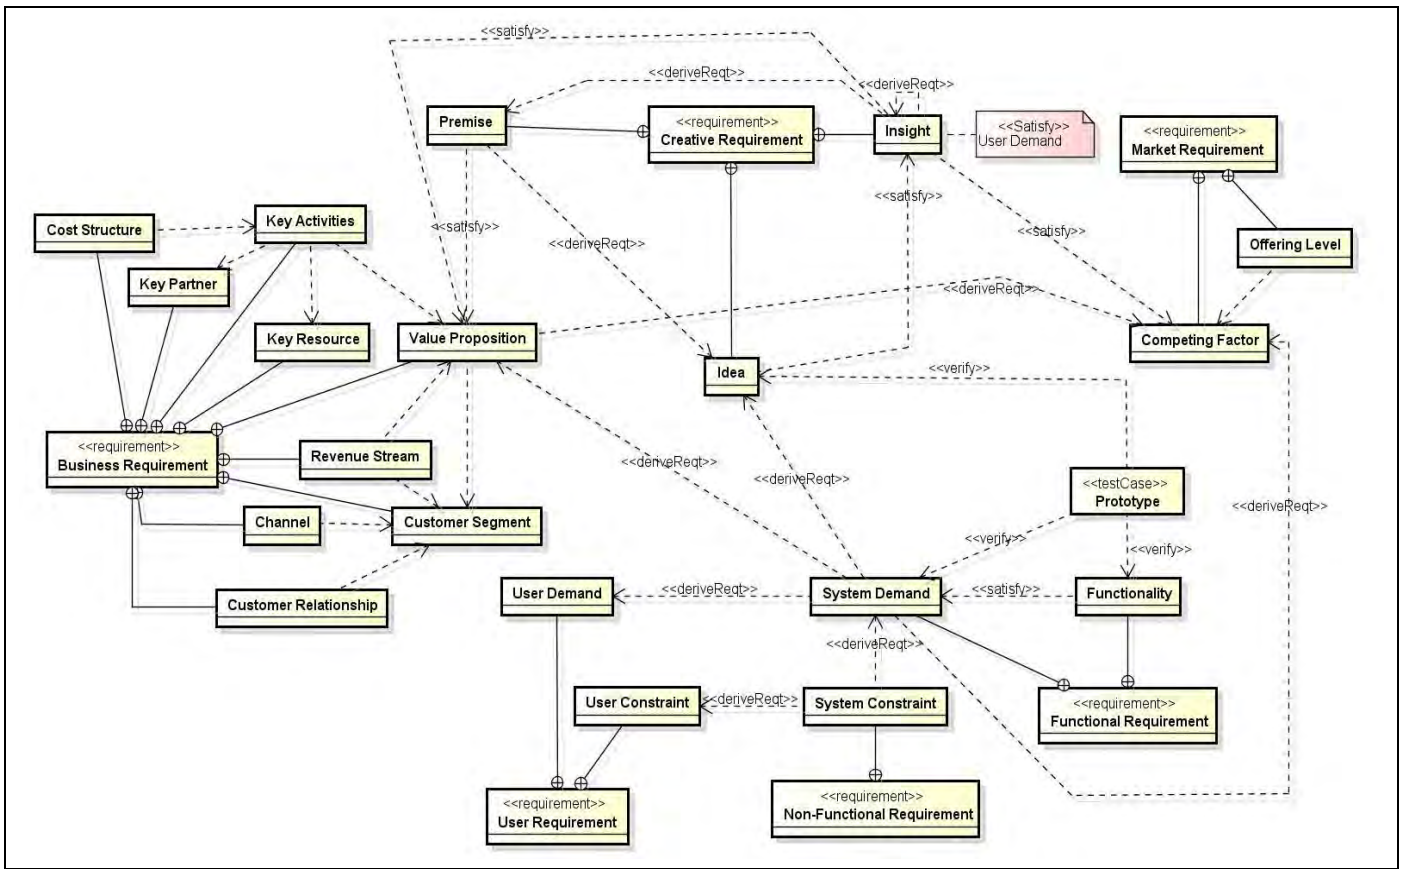 <<satisfy>>
<<deriveReqt>>
<<deriveReqt>>
Premise
<<requirement>>
Creative Requirement
Insight
<<Satisfy>>
User Demand
<<requirement>>
Market Requirement
<<satisfy>>
Cost Structure
Key Activities
<<satisfy>>
<<deriveReqt>>
<<satisfy>>
Offering Level
Key Partner
<<deriveReqt>>
Key Resource
Value Proposition
Competing Factor
Idea
<<verify>>
<<requirement>>
Business Requirement
Revenue Stream
<<deriveReqt>>
<<deriveReqt>>
<<testCase>>
Prototype
<<deriveReqt>>
Channel
Customer Segment
<<verify>>
<<verify>>
Customer Relationship
User Demand
<<deriveReqt>>
System Demand
<<satisfy>>
Functionality
<<deriveReqt>>
User Constraint
<<deriveReqt>>
System Constraint
<<requirement>>
Functional Requirement
<<requirement>>
User Requirement
<<requirement>>
Non-Functional Requirement